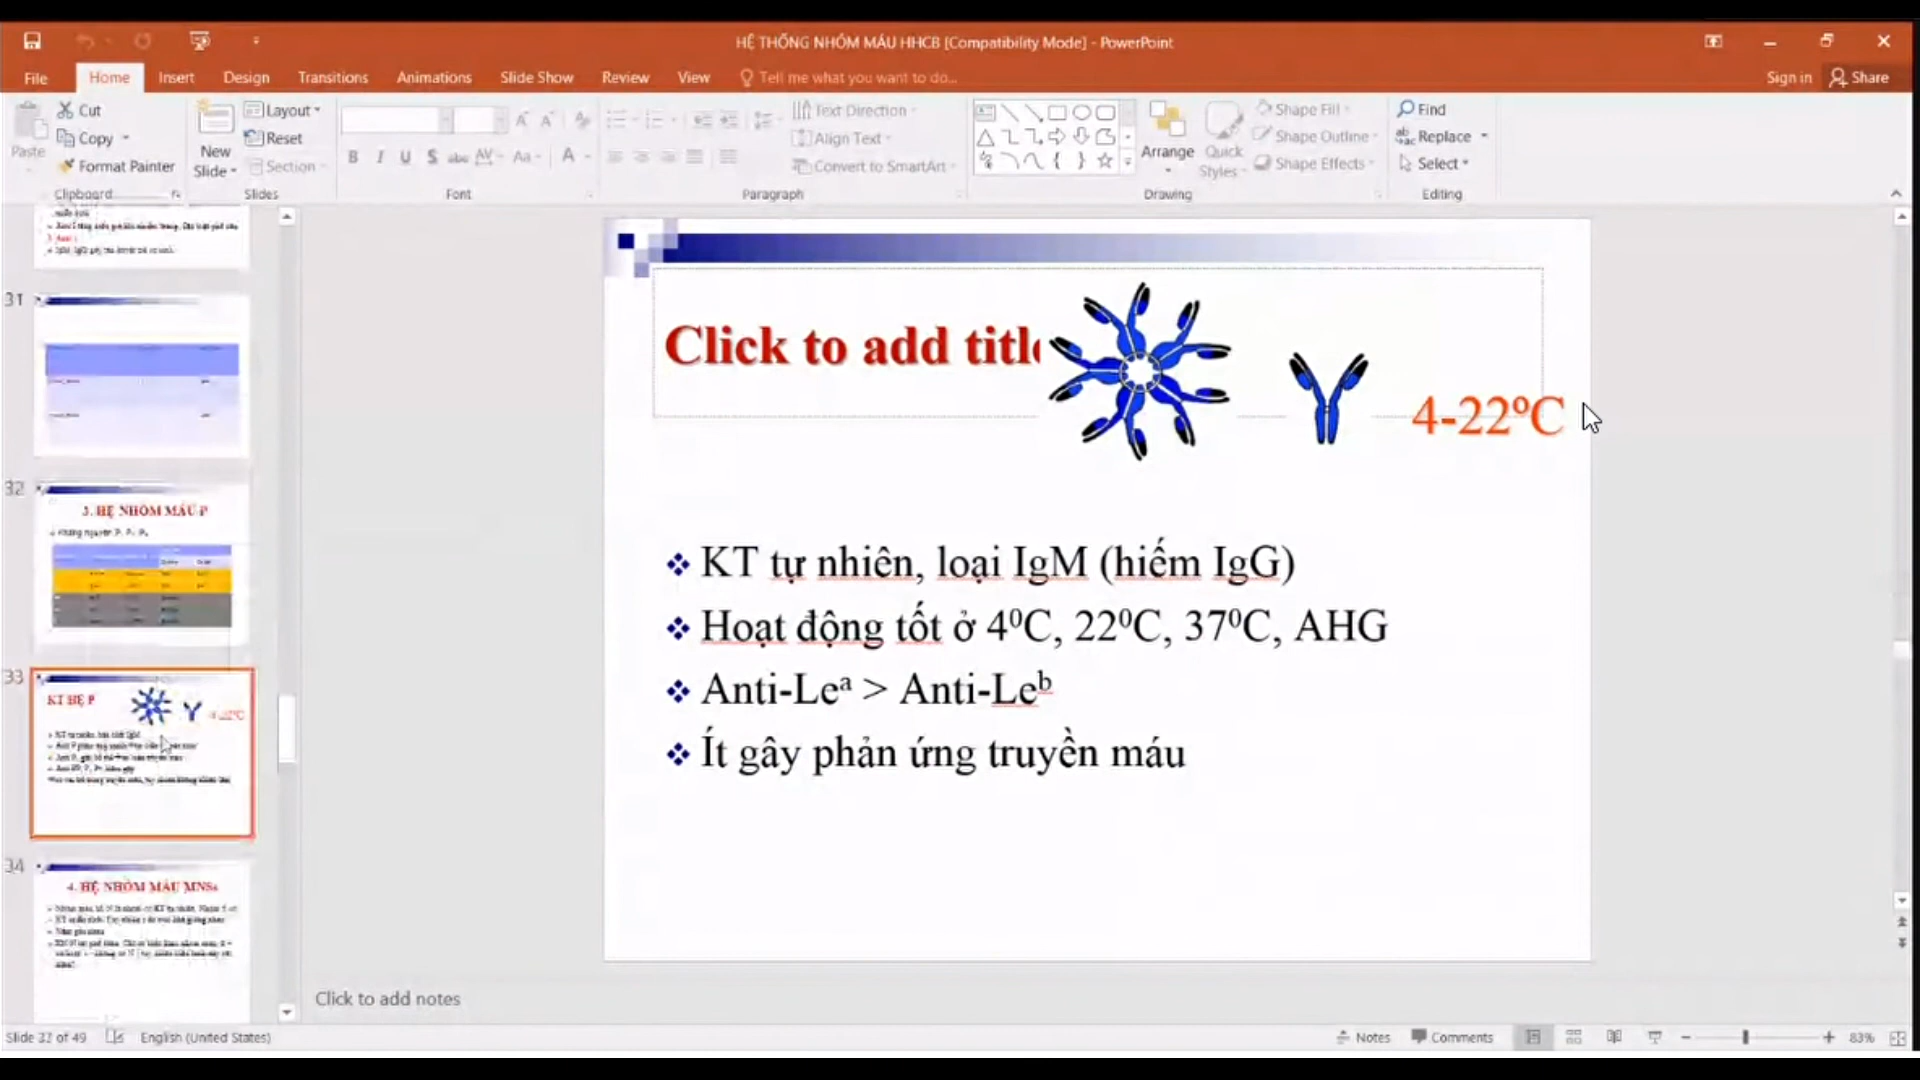 HỆ THỐNG NHÓM MÁU HHCB [Compatibility Mode] - PowerPoint
File Home Insert Design Transitions Animations Slide Show Review View Tell me what you want to do... Sign in Share
Paste
Cut
Copy
Format Painter
Clipboard
New Slide
Layout
Reset
Section
Slides
Font
Text Direction
Align Text
Convert to SmartArt
Paragraph
Arrange
Quick Styles
Shape Fill
Shape Outline
Shape Effects
Drawing
Find
Replace
Select
Editing
31
32
3. HỆ NHÓM MÁU P
33
KT HỆ P
4-22ºC
34
4. HỆ NHÓM MÁU MNSs
Click to add title
4-22ºC
KT tự nhiên, loại IgM (hiếm IgG)
Hoạt động tốt ở 4⁰C, 22⁰C, 37⁰C, AHG
Anti-Leᵃ > Anti-Leᵇ
Ít gây phản ứng truyền máu
Click to add notes
English (United States)
Notes Comments 83%